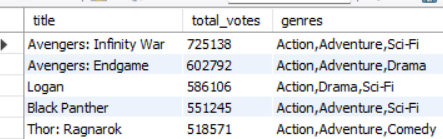 title total_votes genres
Avengers: Infinity War 725138 Action,Adventure,Sci-Fi
Avengers: Endgame 602792 Action,Adventure,Drama
Logan 586106 Action,Drama,Sci-Fi
Black Panther 551245 Action,Adventure,Sci-Fi
Thor: Ragnarok 518571 Action,Adventure,Comedy